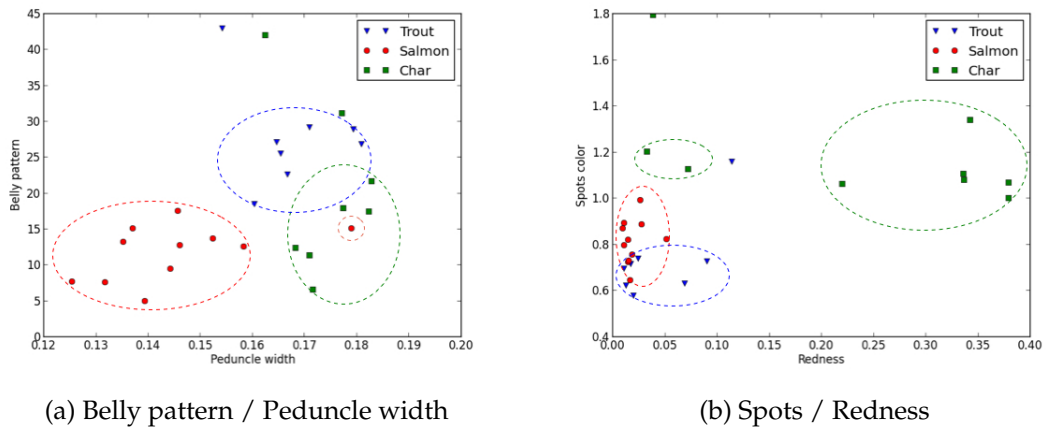 45
40
35
30
25
20
15
10
5
0
Belly pattern
0.12 0.13 0.14 0.15 0.16 0.17 0.18 0.19 0.20
Peduncle width
Trout
Salmon
Char
(a) Belly pattern / Peduncle width
1.8
1.6
1.4
1.2
1.0
0.8
0.6
0.4
Spots color
0.00 0.05 0.10 0.15 0.20 0.25 0.30 0.35 0.40
Redness
Trout
Salmon
Char
(b) Spots / Redness